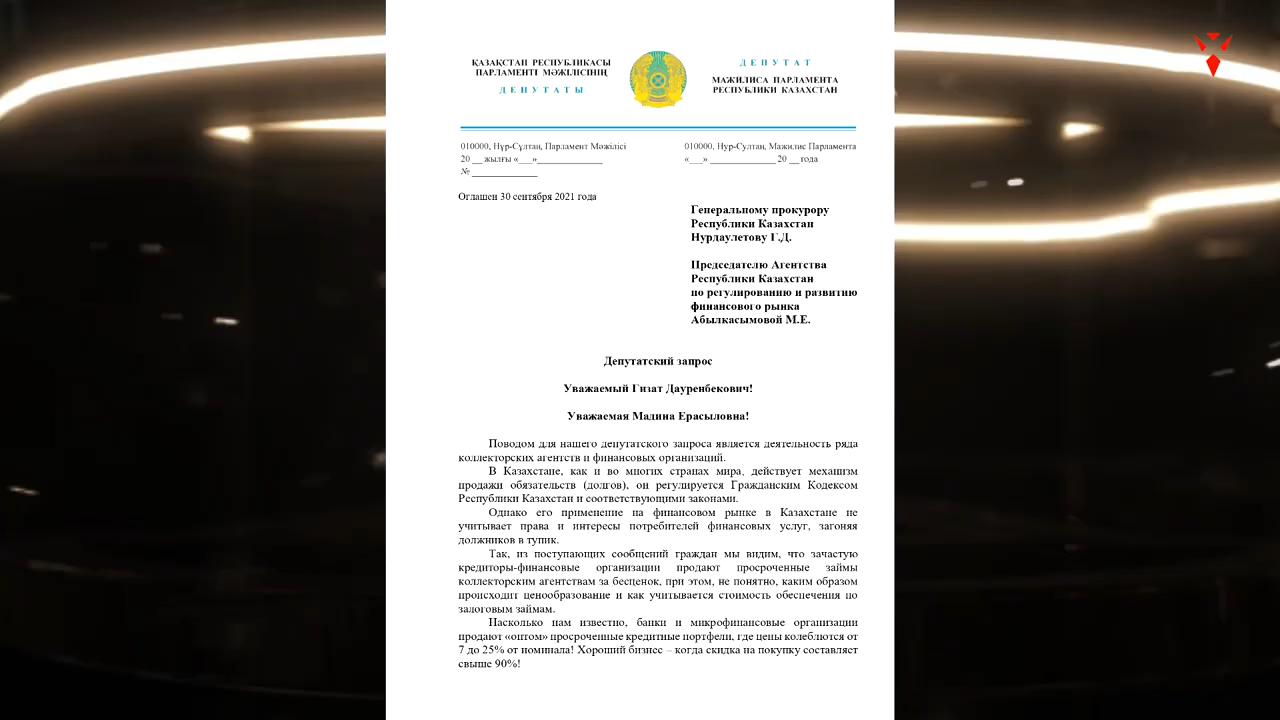 ҚАЗАҚСТАН РЕСПУБЛИКАСЫ
ПАРЛАМЕНТІ МӘЖІЛІСІНІҢ
ДЕПУТАТЫ
ДЕПУТАТ
МАЖИЛИСА ПАРЛАМЕНТА
РЕСПУБЛИКИ КАЗАХСТАН
010000, Нұр-Сұлтан, Парламент Мәжілісі
20 __ жылғы «___»_______________
№ _______________
010000, Нур-Султан, Мажилис Парламента
«___» _______________ 20 __ года
Оглашен 30 сентября 2021 года
Генеральному прокурору
Республики Казахстан
Нурдаулетову Г.Д.
Председателю Агентства
Республики Казахстан
по регулированию и развитию
финансового рынка
Абылкасымовой М.Е.
Депутатский запрос
Уважаемый Гизат Дауренбекович!
Уважаемая Мадина Ерасыловна!
Поводом для нашего депутатского запроса является деятельность ряда
коллекторских агентств и финансовых организаций.
В Казахстане, как и во многих странах мира, действует механизм
продажи обязательств (долгов), он регулируется Гражданским Кодексом
Республики Казахстан и соответствующими законами.
Однако его применение на финансовом рынке в Казахстане не
учитывает права и интересы потребителей финансовых услуг, загоняя
должников в тупик.
Так, из поступающих сообщений граждан мы видим, что зачастую
кредиторы-финансовые организации продают просроченные займы
коллекторским агентствам за бесценок, при этом, не понятно, каким образом
происходит ценообразование и как учитывается стоимость обеспечения по
залоговым займам.
Насколько нам известно, банки и микрофинансовые организации
продают «оптом» просроченные кредитные портфели, где цены колеблются от
7 до 25% от номинала! Хороший бизнес – когда скидка на покупку составляет
свыше 90%!